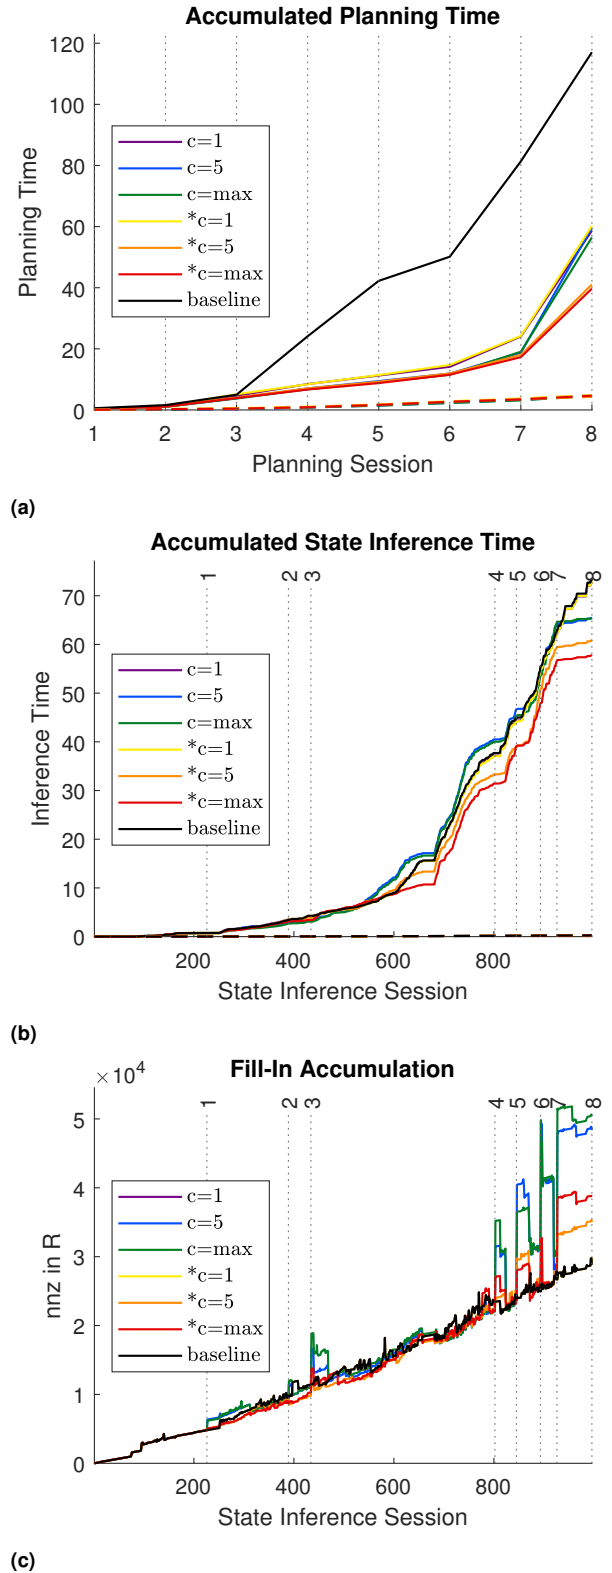 Accumulated Planning Time
120
100
80
60
40
20
0
Planning Time
c=1
c=5
c=max
*c=1
*c=5
*c=max
baseline
1 2 3 4 5 6 7 8
Planning Session
(a)
Accumulated State Inference Time
1 2 3 4 5 6 7 8
70
60
50
40
30
20
10
0
Inference Time
c=1
c=5
c=max
*c=1
*c=5
*c=max
baseline
200 400 600 800
State Inference Session
(b)
Fill-In Accumulation
×10⁴
1 2 3 4 5 6 7 8
5
4
3
2
1
0
nnz in R
c=1
c=5
c=max
*c=1
*c=5
*c=max
baseline
200 400 600 800
State Inference Session
(c)